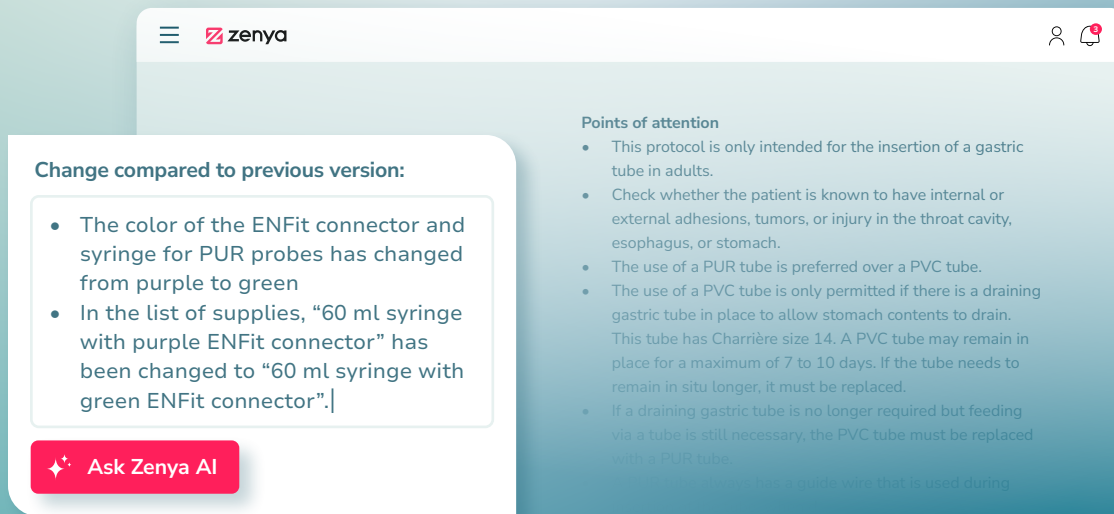 zenya
3
Change compared to previous version:
• The color of the ENFit connector and
syringe for PUR probes has changed
from purple to green
• In the list of supplies, “60 ml syringe
with purple ENFit connector” has
been changed to “60 ml syringe with
green ENFit connector”.
Ask Zenya AI
Points of attention
• This protocol is only intended for the insertion of a gastric
tube in adults.
• Check whether the patient is known to have internal or
external adhesions, tumors, or injury in the throat cavity,
esophagus, or stomach.
• The use of a PUR tube is preferred over a PVC tube.
• The use of a PVC tube is only permitted if there is a draining
gastric tube in place to allow stomach contents to drain.
This tube has Charrière size 14. A PVC tube may remain in
place for a maximum of 7 to 10 days. If the tube needs to
remain in situ longer, it must be replaced.
• If a draining gastric tube is no longer required but feeding
via a tube is still necessary, the PVC tube must be replaced
with a PUR tube.
always has a guide wire that is used during